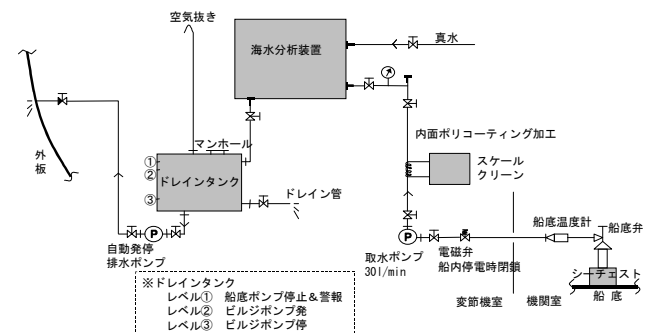 空気抜き
海水分析装置
真水
内面ポリコーティング加工
スケール
クリーン
外
板
マンホール
①
②
③
ドレインタンク
ドレイン管
P
自動発停
排水ポンプ
P
取水ポンプ
30l/min
電磁弁
船内停電時閉鎖
船底温度計
船底弁
シーチェスト
船 底
変節機室
機関室
※ドレインタンク
レベル① 船底ポンプ停止&警報
レベル② ビルジポンプ発
レベル③ ビルジポンプ停